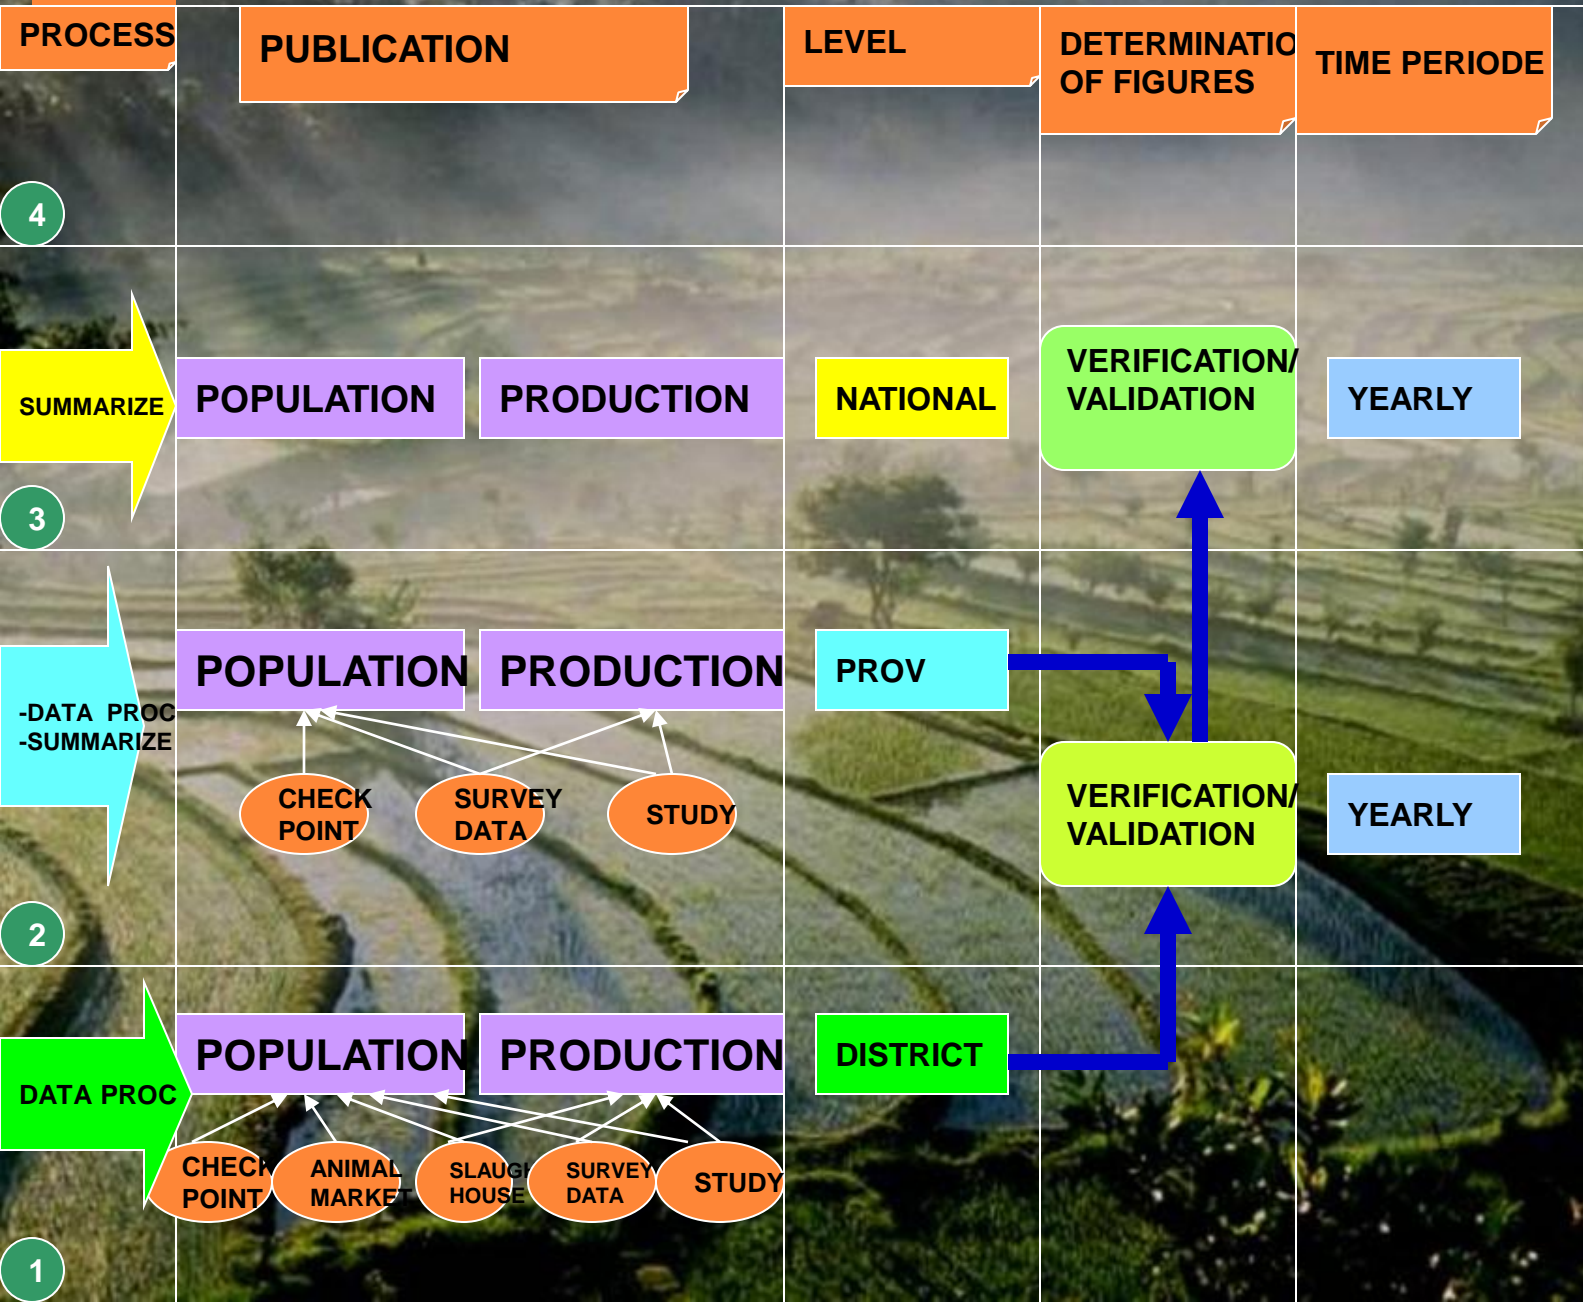 PROCESS
PUBLICATION
LEVEL
DETERMINATIO
OF FIGURES
TIME PERIODE
4
SUMMARIZE
POPULATION
PRODUCTION
NATIONAL
VERIFICATION/
VALIDATION
YEARLY
3
-DATA PROC
-SUMMARIZE
POPULATION
PRODUCTION
PROV
CHECK
POINT
SURVEY
DATA
STUDY
VERIFICATION/
VALIDATION
YEARLY
2
DATA PROC
POPULATION
PRODUCTION
DISTRICT
CHECK
POINT
ANIMAL
MARKET
SLAUGH
HOUSE
SURVEY
DATA
STUDY
1